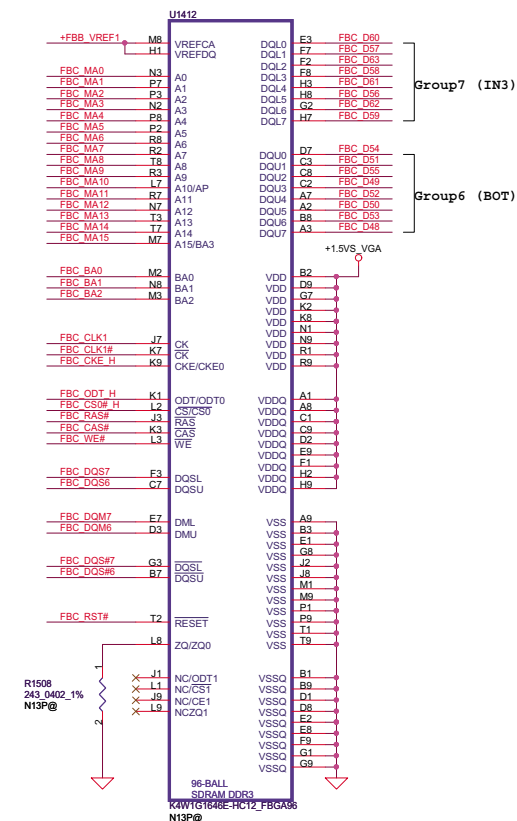 U1412
+FBB_VREF1 M8 VREFCA DQL0 E3 FBC_D60
H1 VREFDQ DQL1 F7 FBC_D57
DQL2 F2 FBC_D63
FBC_MA0 N3 A0 DQL3 F8 FBC_D58
FBC_MA1 P7 A1 DQL4 H3 FBC_D61
FBC_MA2 P3 A2 DQL5 H8 FBC_D56
FBC_MA3 N2 A3 DQL6 G2 FBC_D62
FBC_MA4 P8 A4 DQL7 H7 FBC_D59
Group7 (IN3)
FBC_MA5 P2 A5
FBC_MA6 R8 A6
FBC_MA7 R2 A7 DQU0 D7 FBC_D54
FBC_MA8 T8 A8 DQU1 C3 FBC_D51
FBC_MA9 R3 A9 DQU2 C8 FBC_D55
FBC_MA10 L7 A10/AP DQU3 C2 FBC_D49
FBC_MA11 R7 A11 DQU4 A7 FBC_D52
FBC_MA12 N7 A12 DQU5 A2 FBC_D50
FBC_MA13 T3 A13 DQU6 B8 FBC_D53
FBC_MA14 T7 A14 DQU7 A3 FBC_D48
Group6 (BOT)
FBC_MA15 M7 A15/BA3
+1.5VS_VGA
FBC_BA0 M2 BA0 VDD B2
FBC_BA1 N8 BA1 VDD D9
FBC_BA2 M3 BA2 VDD G7
VDD K2
VDD K8
VDD N1
FBC_CLK1 J7 CK VDD N9
FBC_CLK1# K7 CK VDD R1
FBC_CKE_H K9 CKE/CKE0 VDD R9
FBC_ODT_H K1 ODT/ODT0 VDDQ A1
FBC_CS0#_H L2 CS/CS0 VDDQ A8
FBC_RAS# J3 RAS VDDQ C1
FBC_CAS# K3 CAS VDDQ C9
FBC_WE# L3 WE VDDQ D2
VDDQ E9
VDDQ F1
FBC_DQS7 F3 DQSL VDDQ H2
FBC_DQS6 C7 DQSU VDDQ H9
FBC_DQM7 E7 DML VSS A9
FBC_DQM6 D3 DMU VSS B3
VSS E1
VSS G8
FBC_DQS#7 G3 DQSL VSS J2
FBC_DQS#6 B7 DQSU VSS J8
VSS M1
VSS M9
VSS P1
FBC_RST# T2 RESET VSS P9
VSS T1
L8 ZQ/ZQ0 VSS T9
1
J1 NC/ODT1 VSSQ B1
L1 NC/CS1 VSSQ B9
J9 NC/CE1 VSSQ D1
L9 NCZQ1 VSSQ D8
R1508
243_0402_1%
N13P@
2
VSSQ E2
VSSQ E8
VSSQ F9
VSSQ G1
VSSQ G9
96-BALL
SDRAM DDR3
K4W1G1646E-HC12_FBGA96
N13P@